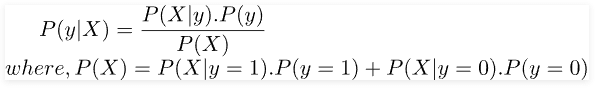 P(y|X) = P(X|y).P(y) / P(X)
where, P(X) = P(X|y = 1).P(y = 1) + P(X|y = 0).P(y = 0)